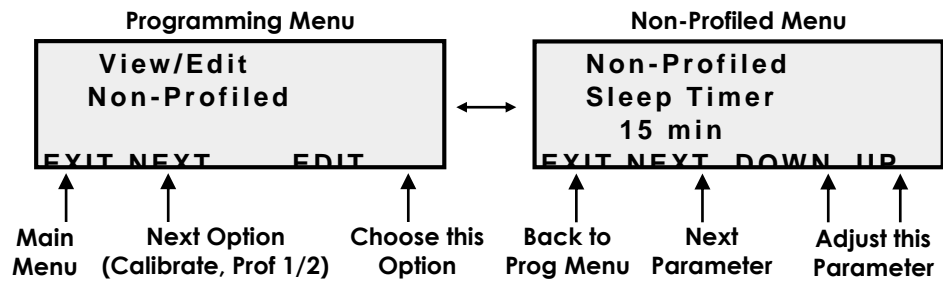 Programming Menu
View/Edit
Non-Profiled
EXIT NEXT EDIT
Main
Menu
Next Option
(Calibrate, Prof 1/2)
Choose this
Option
Non-Profiled Menu
Non-Profiled
Sleep Timer
15 min
EXIT NEXT DOWN UP
Back to
Prog Menu
Next
Parameter
Adjust this
Parameter